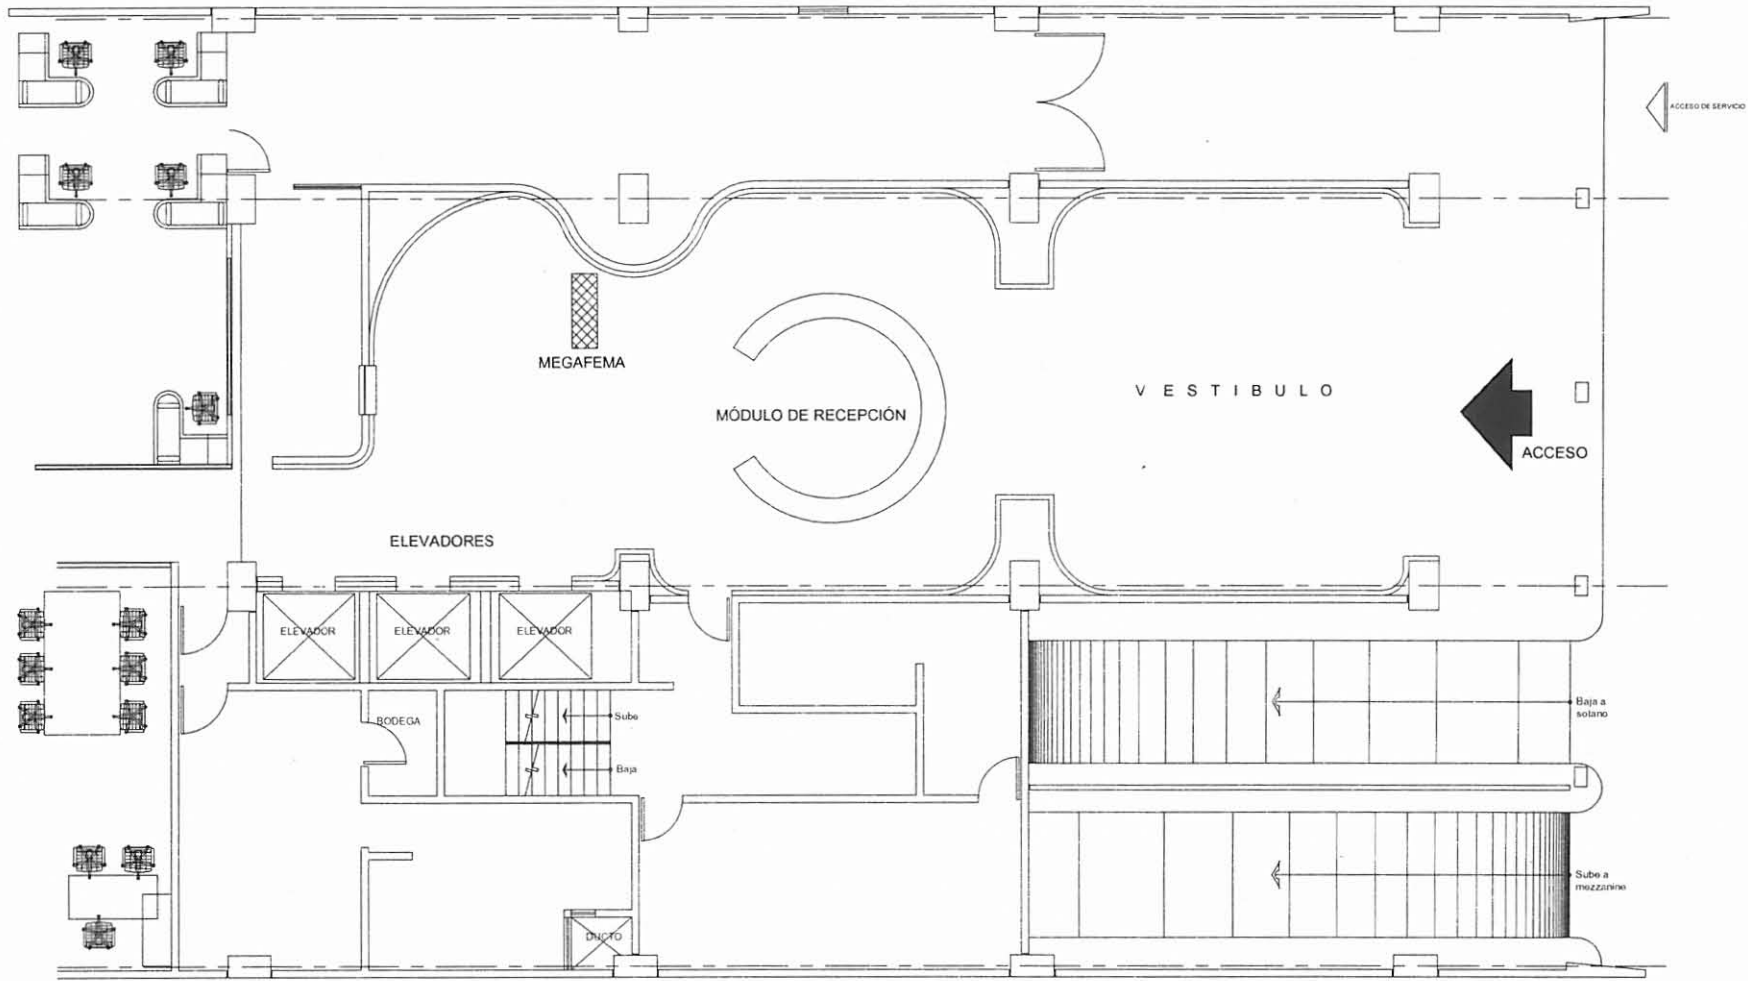 ACCESO DE SERVICIO
MEGAFEMA
V E S T I B U L O
MÓDULO DE RECEPCIÓN
ACCESO
ELEVADORES
ELEVADOR
ELEVADOR
ELEVADOR
BODEGA
Sube
Baja
Baja a
sotano
Sube a
mezzanine
DUCTO